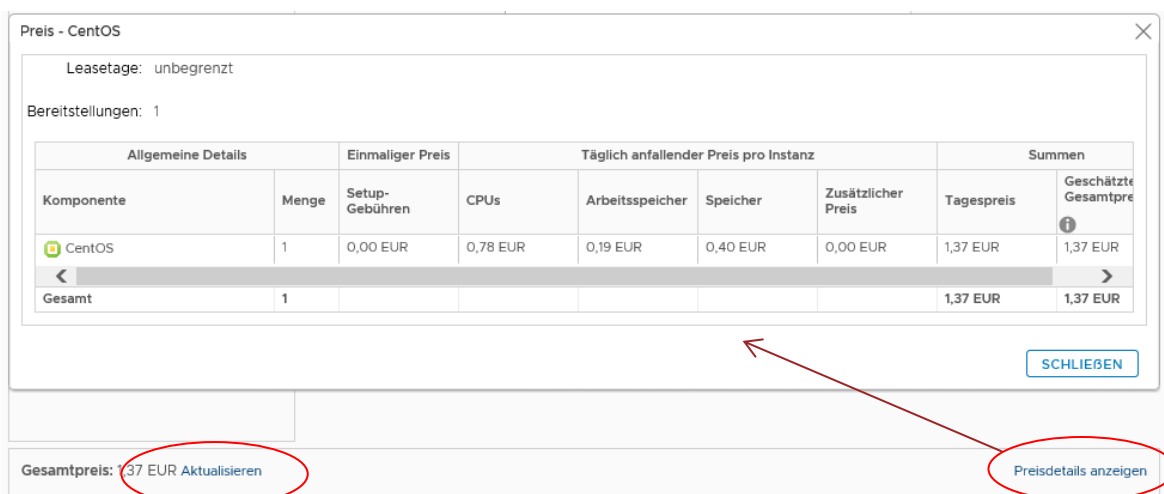 Preis - CentOS
Leasetage: unbegrenzt
Bereitstellungen: 1
Allgemeine Details Einmaliger Preis Täglich anfallender Preis pro Instanz Summen
Komponente Menge Setup-Gebühren CPUs Arbeitsspeicher Speicher Zusätzlicher Preis Tagespreis Geschätzte Gesamtpre
CentOS 1 0,00 EUR 0,78 EUR 0,19 EUR 0,40 EUR 0,00 EUR 1,37 EUR 1,37 EUR
Gesamt 1 1,37 EUR 1,37 EUR
SCHLIEẞEN
Gesamtpreis: 1,37 EUR Aktualisieren
Preisdetails anzeigen